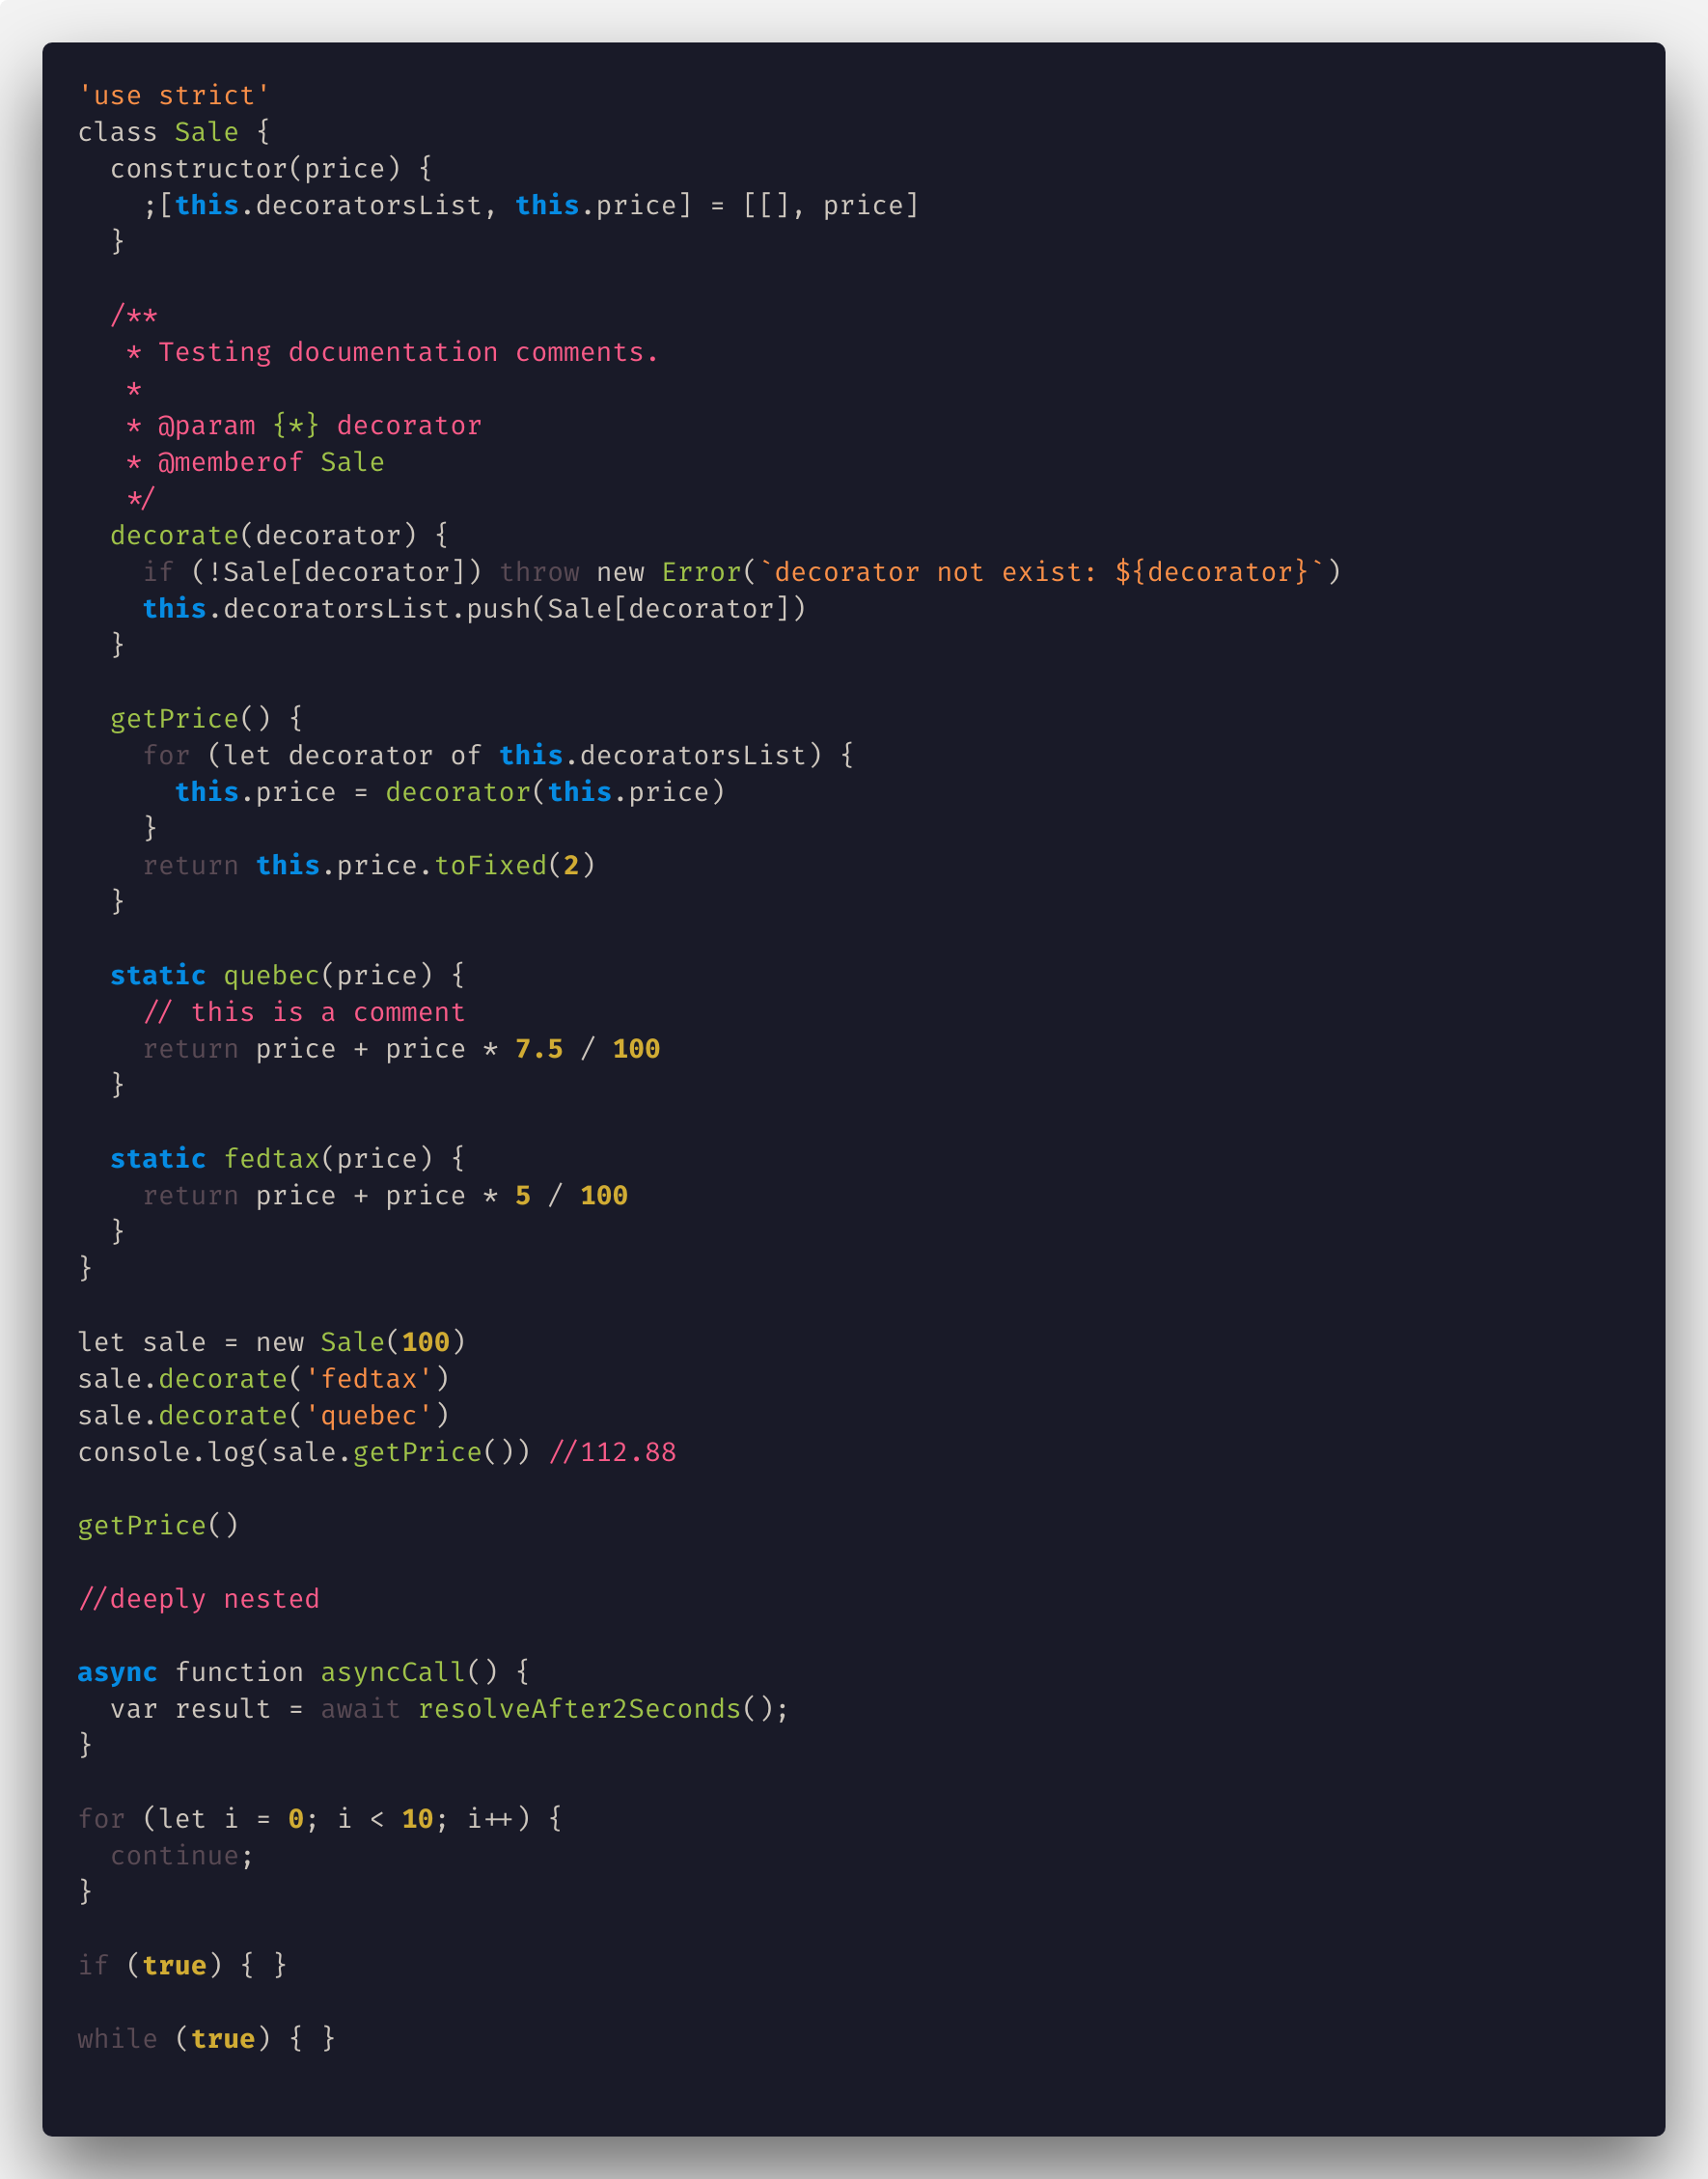 'use strict'
class Sale {
  constructor(price) {
    ;[this.decoratorsList, this.price] = [[], price]
  }

  /**
   * Testing documentation comments.
   *
   * @param {*} decorator
   * @memberof Sale
   */
  decorate(decorator) {
    if (!Sale[decorator]) throw new Error(`decorator not exist: ${decorator}`)
    this.decoratorsList.push(Sale[decorator])
  }

  getPrice() {
    for (let decorator of this.decoratorsList) {
      this.price = decorator(this.price)
    }
    return this.price.toFixed(2)
  }

  static quebec(price) {
    // this is a comment
    return price + price * 7.5 / 100
  }

  static fedtax(price) {
    return price + price * 5 / 100
  }
}

let sale = new Sale(100)
sale.decorate('fedtax')
sale.decorate('quebec')
console.log(sale.getPrice()) //112.88

getPrice()

//deeply nested

async function asyncCall() {
  var result = await resolveAfter2Seconds();
}

for (let i = 0; i < 10; i++) {
  continue;
}

if (true) { }

while (true) { }